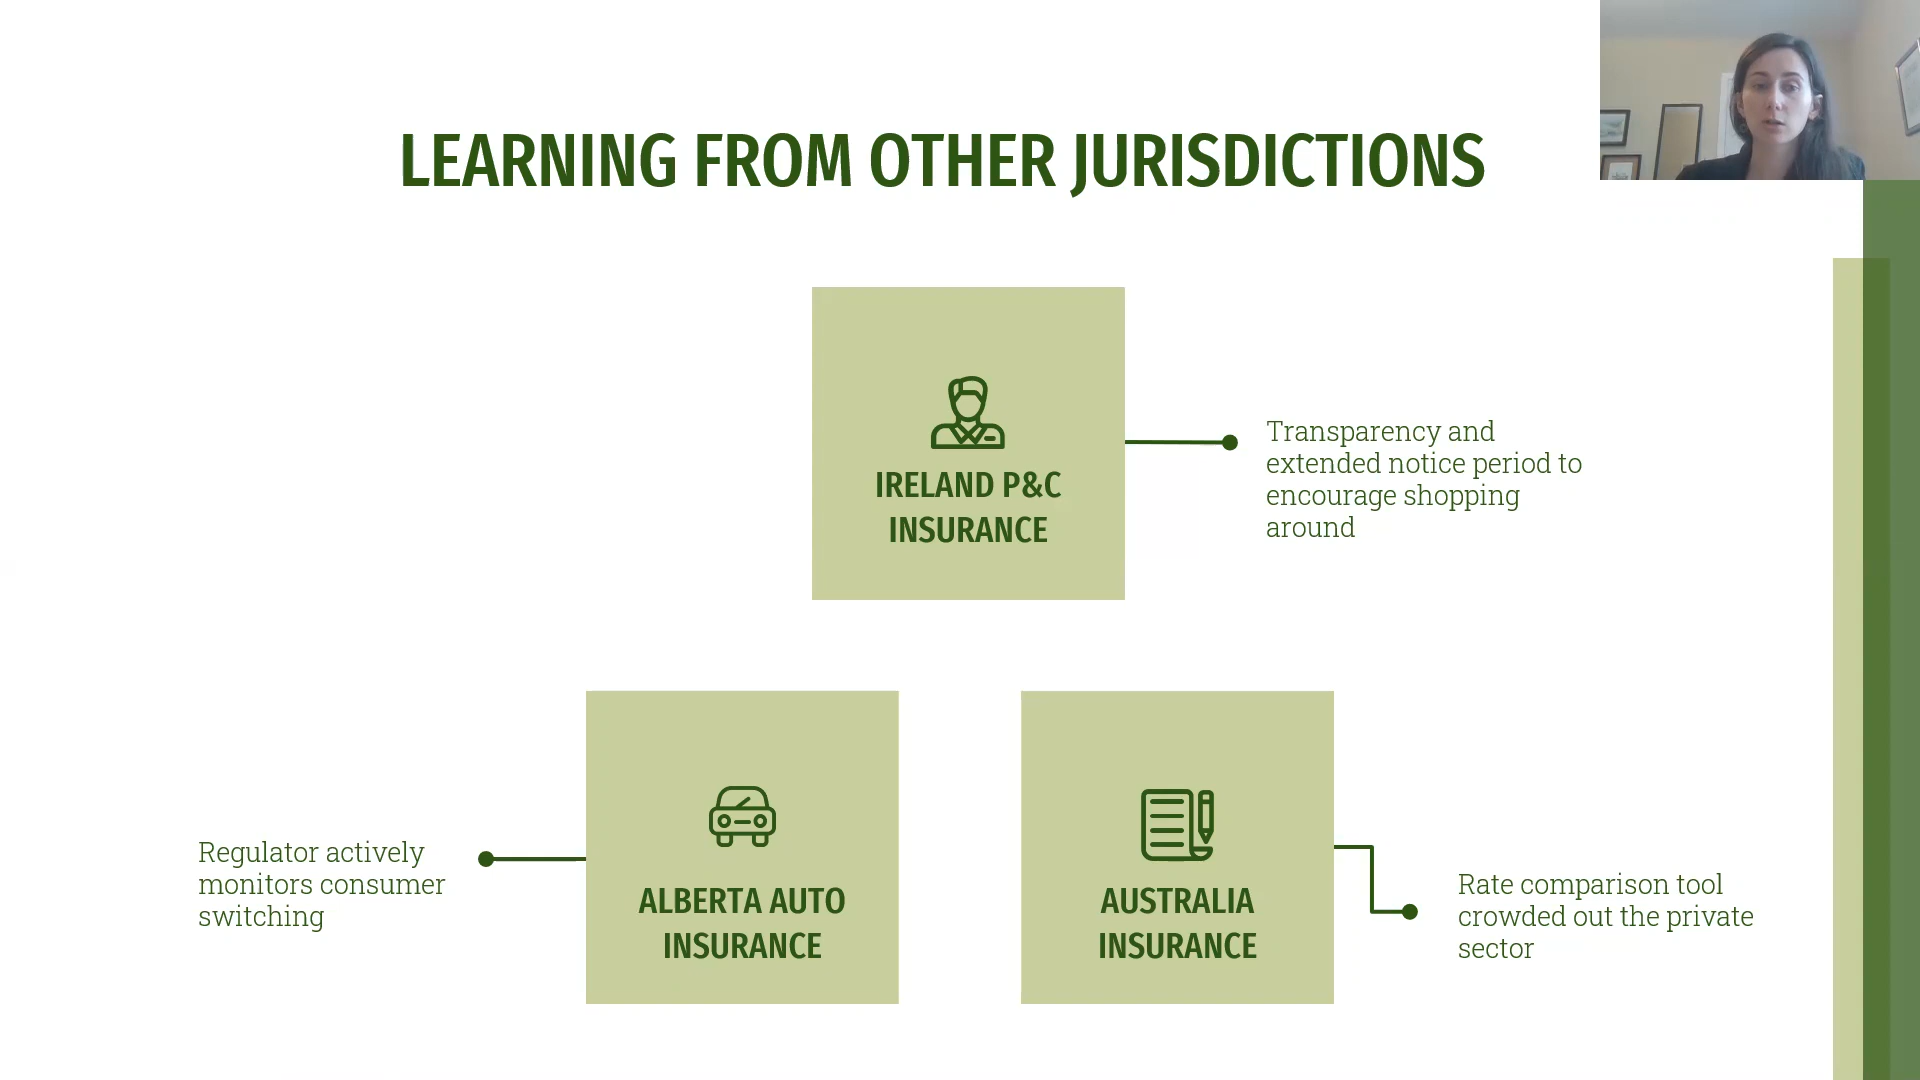 LEARNING FROM OTHER JURISDICTIONS
IRELAND P&C
INSURANCE
Transparency and
extended notice period to
encourage shopping
around
Regulator actively
monitors consumer
switching
ALBERTA AUTO
INSURANCE
AUSTRALIA
INSURANCE
Rate comparison tool
crowded out the private
sector